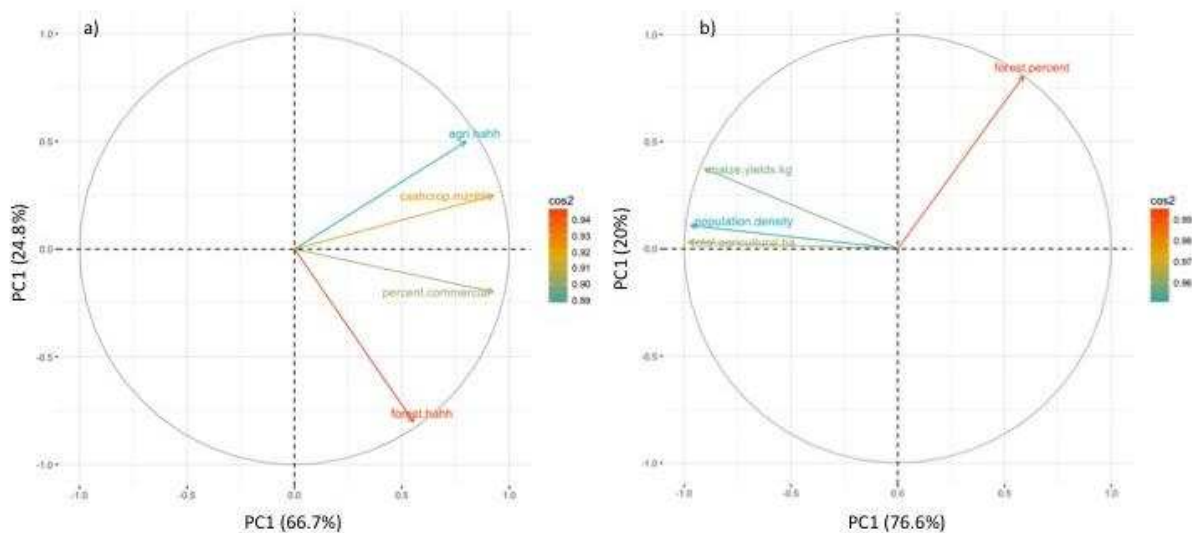 a)
1.0
0.5
0.0
-0.5
-1.0
PC1 (24.8%)
agri.hahh
percent.commercial
forest.hahh
-1.0 -0.5 0.0 0.5 1.0
PC1 (66.7%)
cos2
0.94
0.93
0.92
0.91
0.90
0.89
b)
1.0
0.5
0.0
-0.5
-1.0
PC1 (20%)
forest.percent
maize.yields.kg
population.density
total.agricultural.ha
-1.0 -0.5 0.0 0.5 1.0
PC1 (76.6%)
cos2
0.99
0.98
0.97
0.96